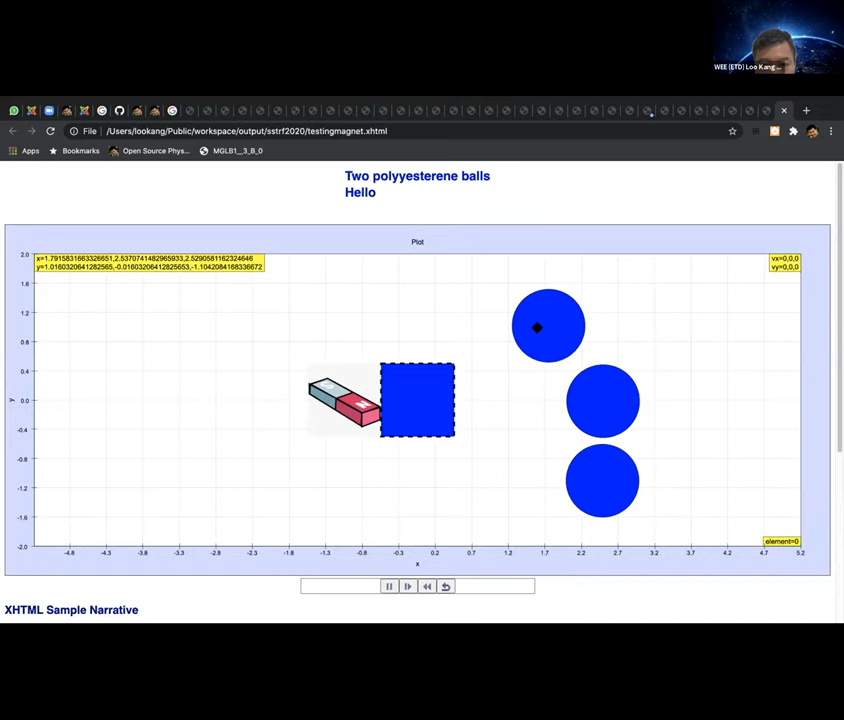 WEE (ETD) Loo Kang ...
File /Users/lookang/Public/workspace/output/sstrf2020/testingmagnet.xhtml
Apps Bookmarks Open Source Phys... MGLB1__3_B_0
Two polyyesterene balls
Hello
Plot
x=1.7915831663326651,2.5370741482965933,2.5290581162324646
y=1.0160320641282565,-0.01603206412825653,-1.1042084168336672
vx=0,0,0
vy=0,0,0
2.0
1.6
1.2
0.8
0.4
0.0
-0.4
-0.8
-1.2
-1.6
-2.0
y
S
N
element=0
-4.8 -4.3 -3.8 -3.3 -2.8 -2.3 -1.8 -1.3 -0.8 -0.3 0.2 0.7 1.2 1.7 2.2 2.7 3.2 3.7 4.2 4.7 5.2
x
XHTML Sample Narrative